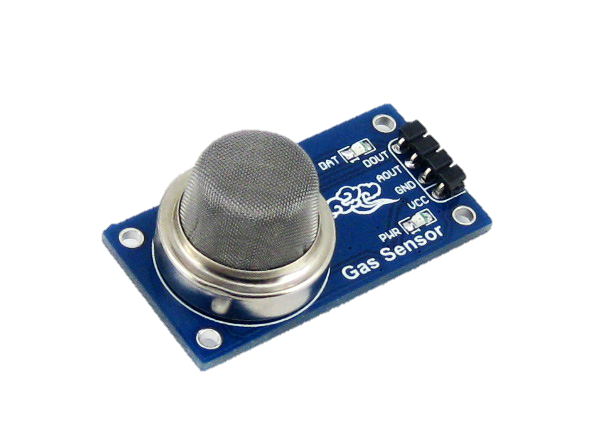 DAT
DOUT
AOUT
GND
VCC
PWR
Gas Sensor